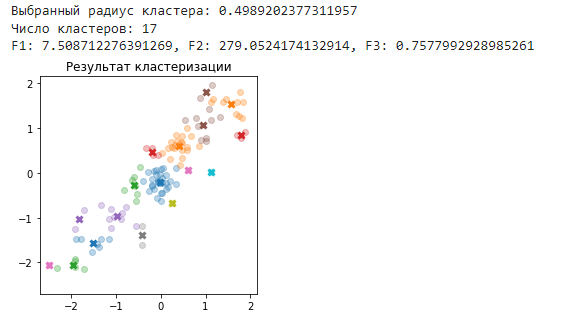 Выбранный радиус кластера: 0.4989202377311957
Число кластеров: 17
F1: 7.508712276391269, F2: 279.0524174132914, F3: 0.7577992928985261
Результат кластеризации
2
1
0
−1
−2
−2 −1 0 1 2